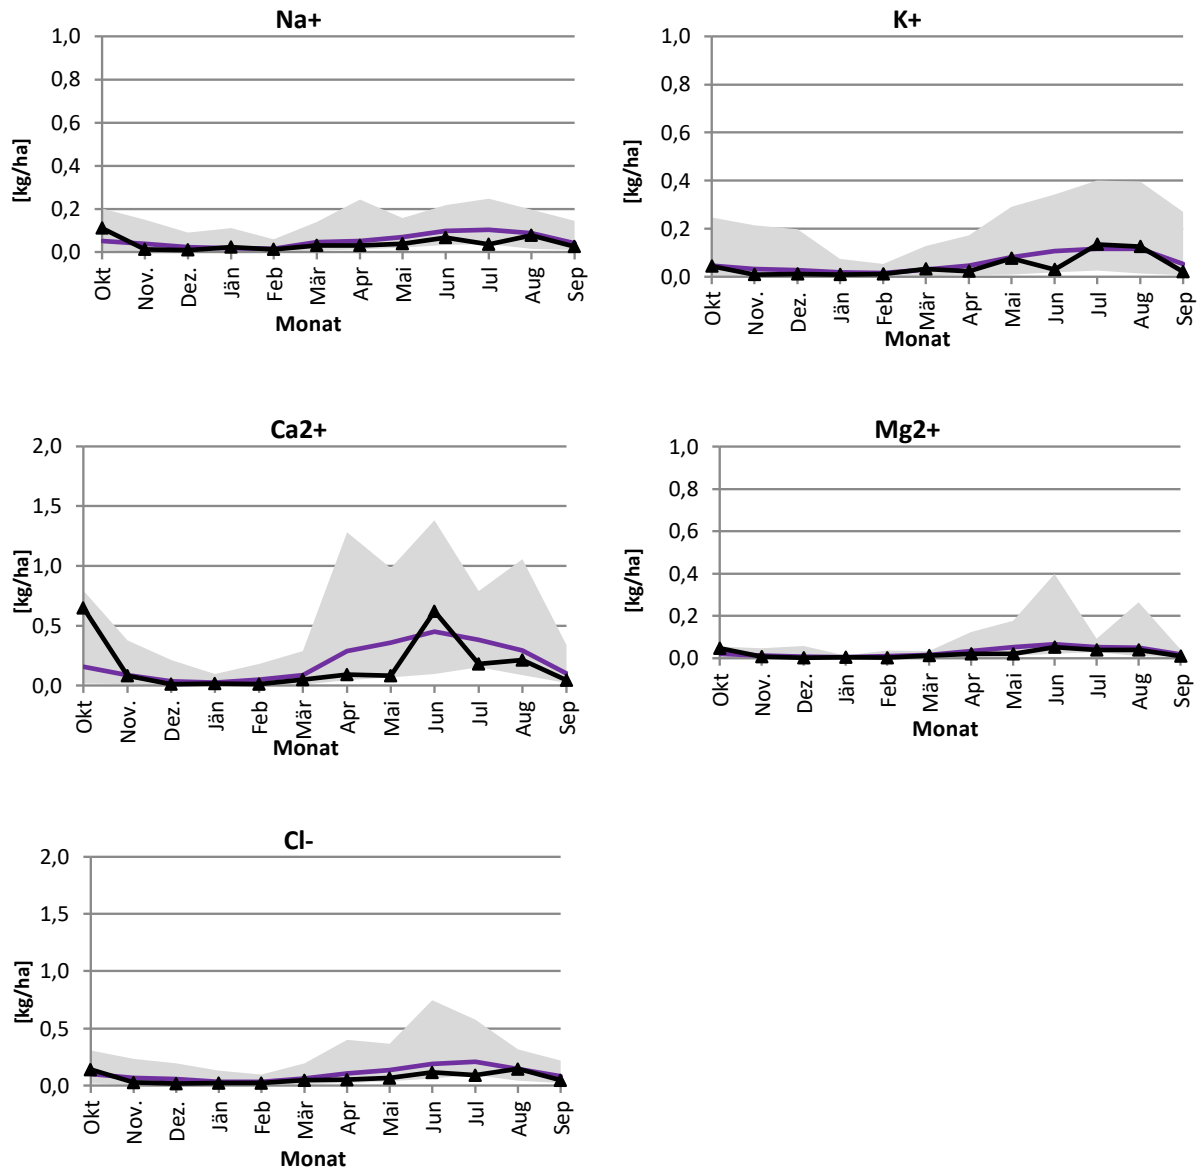 Na+
1,0
0,8
0,6
0,4
0,2
0,0
[kg/ha]
Okt
Nov.
Dez.
Jän
Feb
Mär
Apr
Mai
Jun
Jul
Aug
Sep
Monat
K+
1,0
0,8
0,6
0,4
0,2
0,0
[kg/ha]
Okt
Nov.
Dez.
Jän
Feb
Mär
Apr
Mai
Jun
Jul
Aug
Sep
Monat
Ca2+
2,0
1,5
1,0
0,5
0,0
[kg/ha]
Okt
Nov.
Dez.
Jän
Feb
Mär
Apr
Mai
Jun
Jul
Aug
Sep
Monat
Mg2+
1,0
0,8
0,6
0,4
0,2
0,0
[kg/ha]
Okt
Nov.
Dez.
Jän
Feb
Mär
Apr
Mai
Jun
Jul
Aug
Sep
Monat
Cl-
2,0
1,5
1,0
0,5
0,0
[kg/ha]
Okt
Nov.
Dez.
Jän
Feb
Mär
Apr
Mai
Jun
Jul
Aug
Sep
Monat